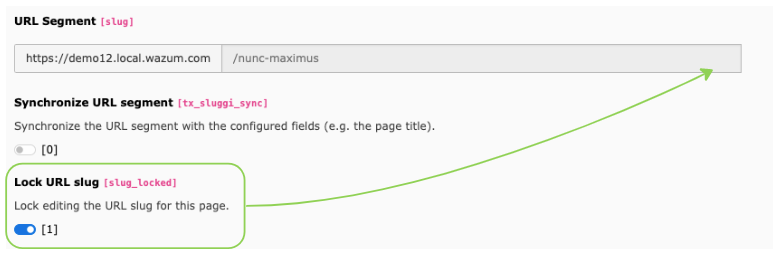 URL Segment [slug]
https://demo12.local.wazum.com /nunc-maximus
Synchronize URL segment [tx_sluggi_sync]
Synchronize the URL segment with the configured fields (e.g. the page title).
[0]
Lock URL slug [slug_locked]
Lock editing the URL slug for this page.
[1]